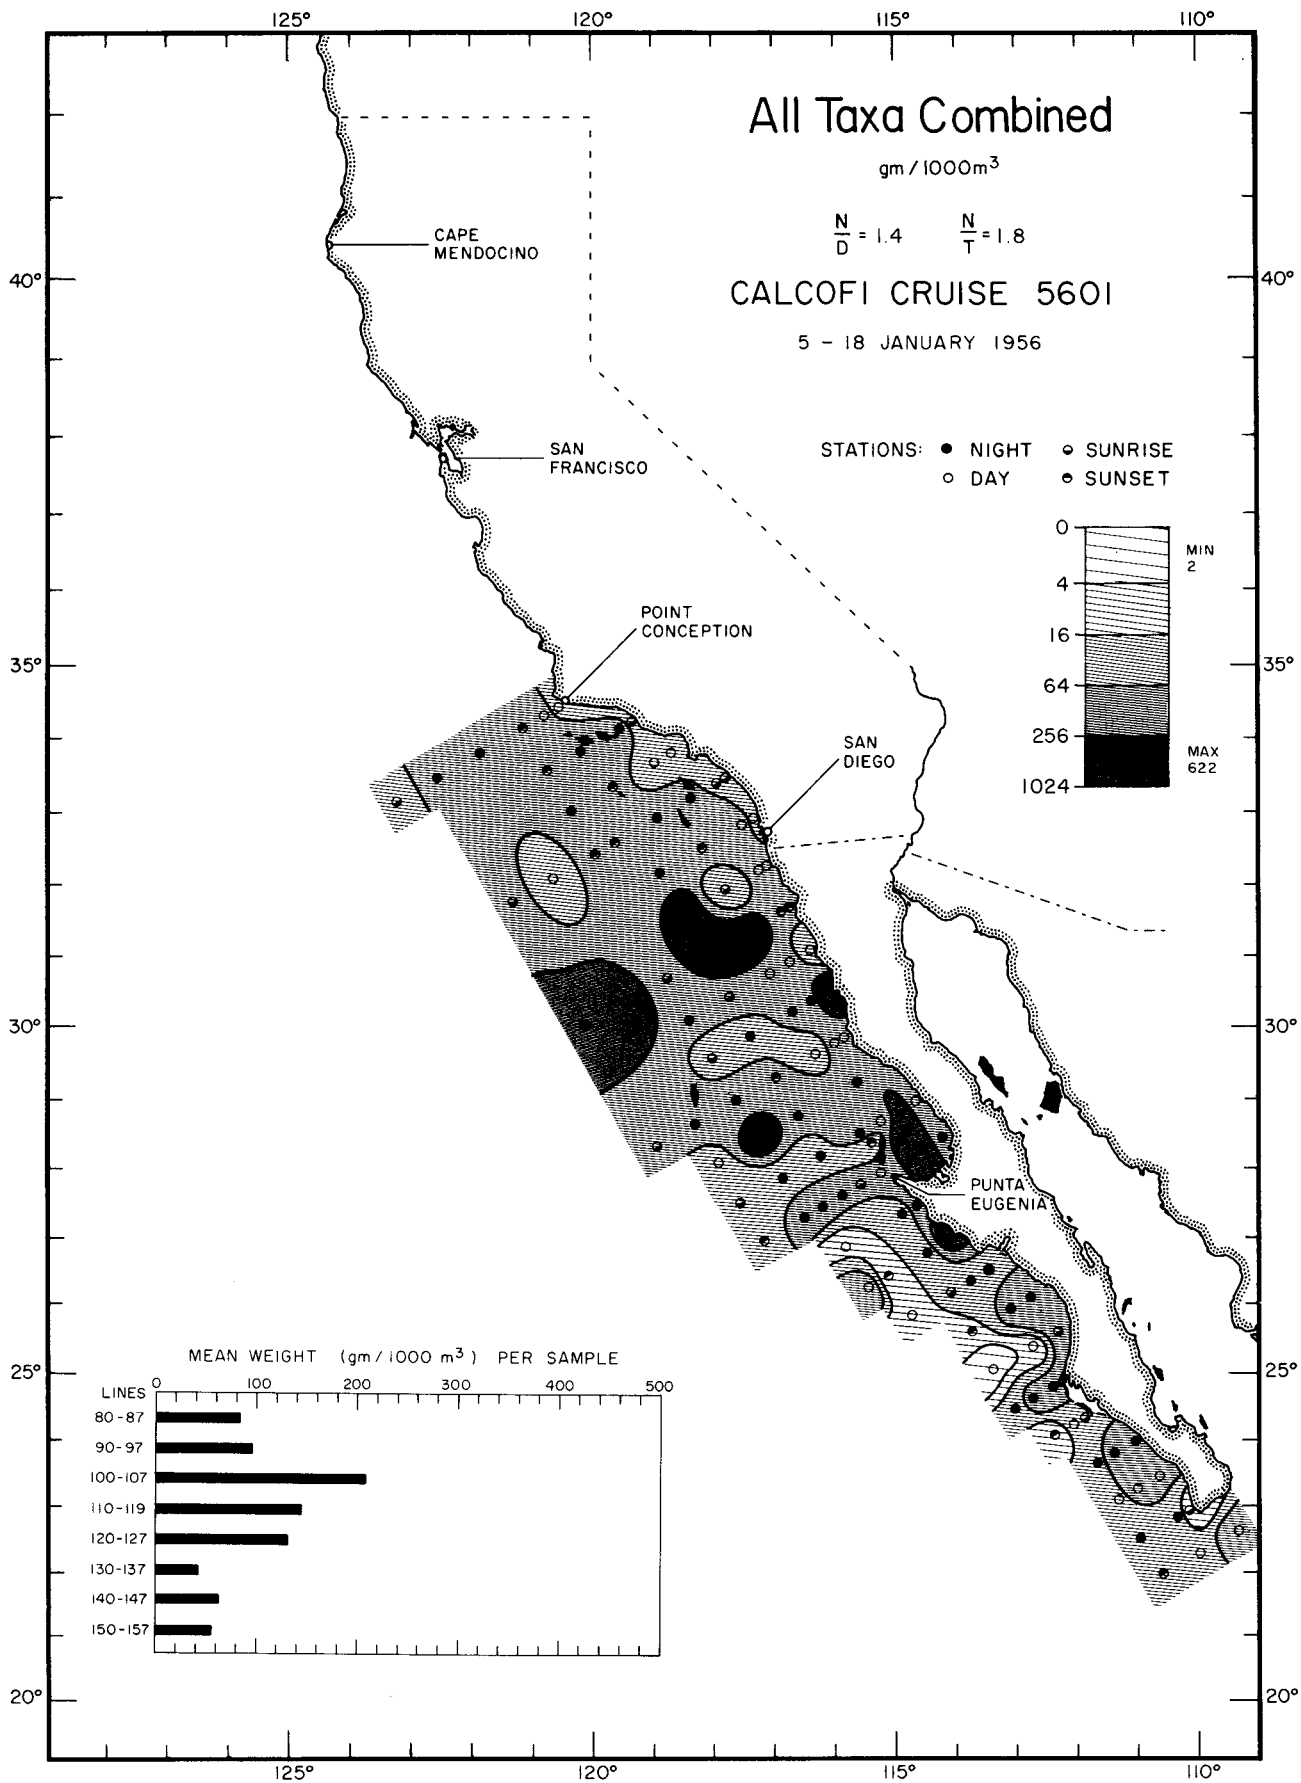 125° 120° 115° 110°
All Taxa Combined
gm/1000m³
N/D = 1.4 N/T = 1.8
CALCOFI CRUISE 5601
5 – 18 JANUARY 1956
CAPE
MENDOCINO
40° 40°
STATIONS: NIGHT SUNRISE
DAY SUNSET
SAN
FRANCISCO
0
MIN
2
4
16
64
256
MAX
622
1024
POINT
CONCEPTION
35° 35°
SAN
DIEGO
30° 30°
PUNTA
EUGENIA
25° 25°
MEAN WEIGHT (gm/1000 m³) PER SAMPLE
LINES 0 100 200 300 400 500
80-87
90-97
100-107
110-119
120-127
130-137
140-147
150-157
20° 20°
125° 120° 115° 110°